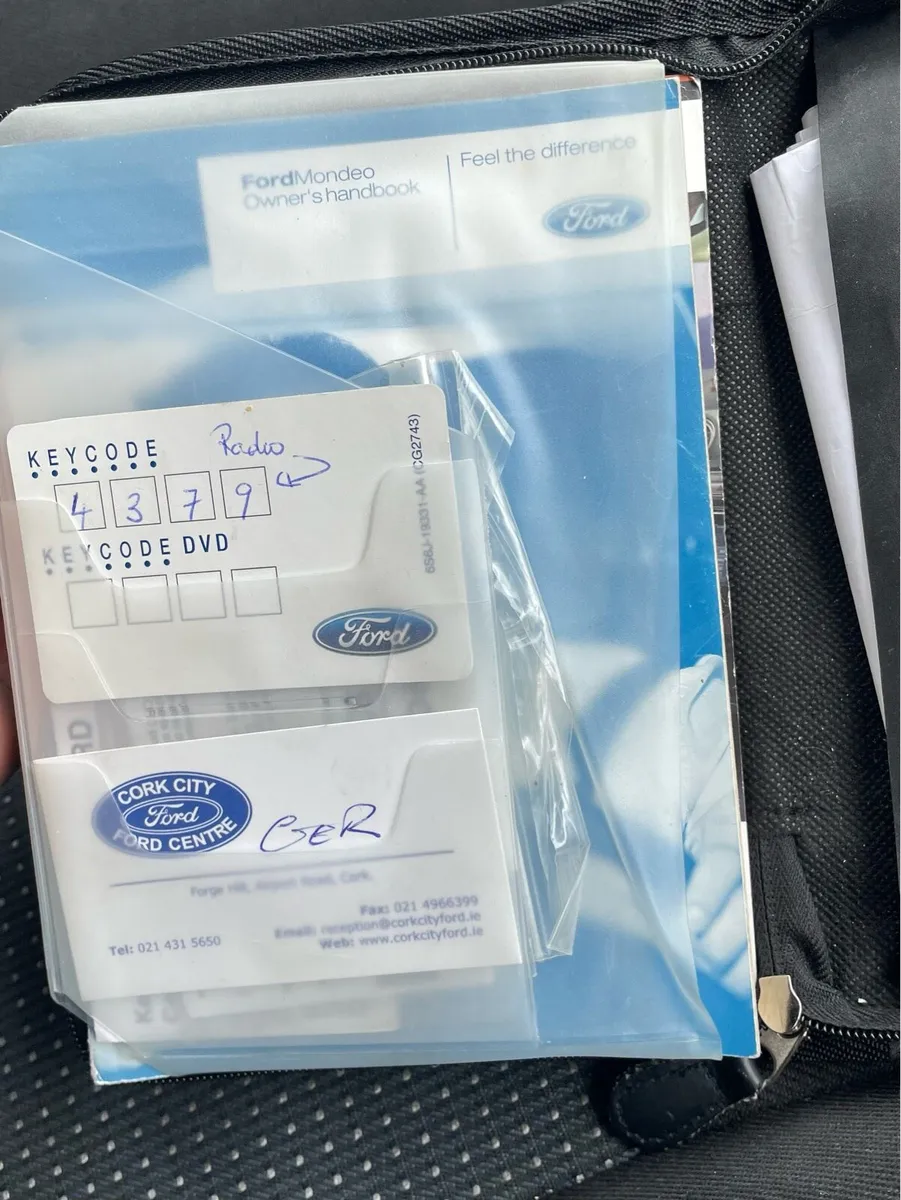 FordMondeo
Owner's handbook
Feel the difference
Ford
KEYCODE
Radio
4 3 7 9
KEYCODE DVD
6S6J-19331-AA (CG2743)
Ford
CORK CITY
Ford
FORD CENTRE
GER
Forge Hill, Airport Road, Cork.
Fax: 021 4966399
Email: reception@corkcityford.ie
Tel: 021 431 5650
Web: www.corkcityford.ie